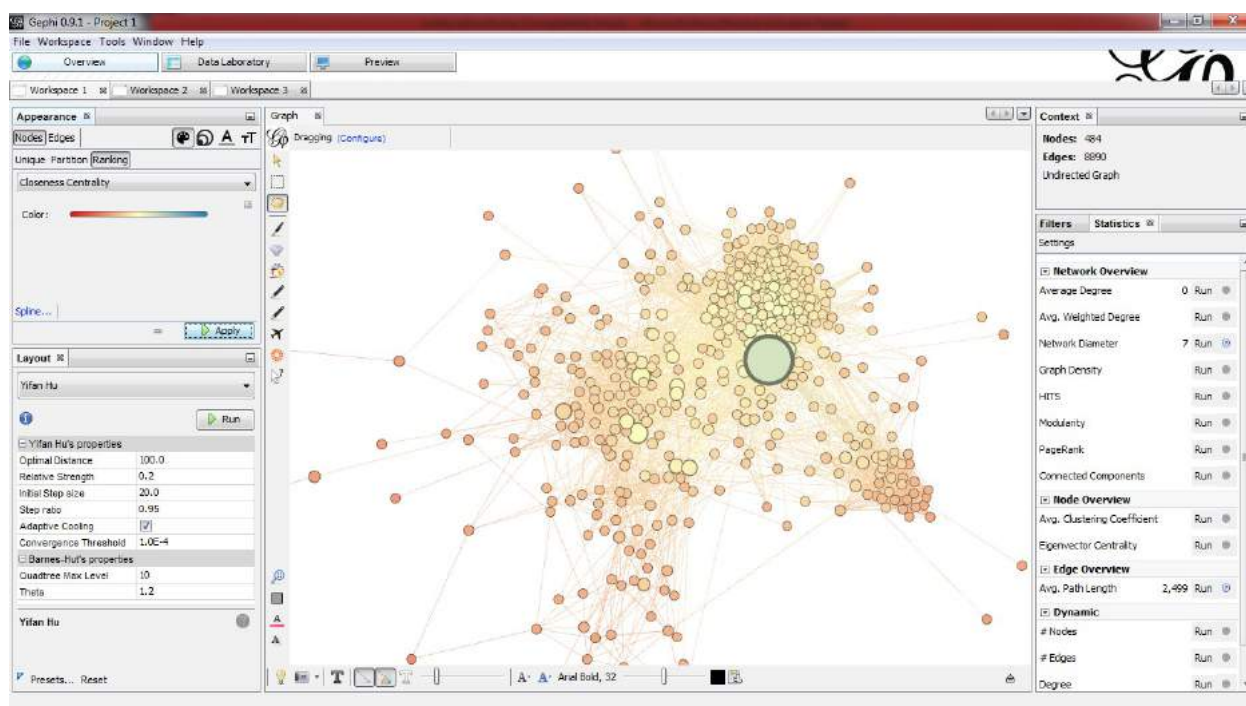 Gephi 0.9.1 - Project 1
File Workspace Tools Window Help
Overview Data Laboratory Preview
Workspace 1 Workspace 2 Workspace 3
Appearance
Nodes Edges
Unique Partition Ranking
Closeness Centrality
Color:
Spline...
Apply
Layout
Yifan Hu
Run
Yifan Hu's properties
Optimal Distance 100.0
Relative Strength 0.2
Initial Step size 20.0
Step ratio 0.95
Adaptive Cooling
Convergence Threshold 1.0E-4
Barnes-Hut's properties
Quadtree Max Level 10
Theta 1.2
Yifan Hu
Presets... Reset
Graph
Dragging (Configure)
A- A- Arial Bold, 32
Context
Nodes: 484
Edges: 8890
Undirected Graph
Filters Statistics
Settings
Network Overview
Average Degree 0 Run
Avg. Weighted Degree Run
Network Diameter 7 Run
Graph Density Run
HITS Run
Modularity Run
PageRank Run
Connected Components Run
Node Overview
Avg. Clustering Coefficient Run
Eigenvector Centrality Run
Edge Overview
Avg. Path Length 2,499 Run
Dynamic
# Nodes Run
# Edges Run
Degree Run